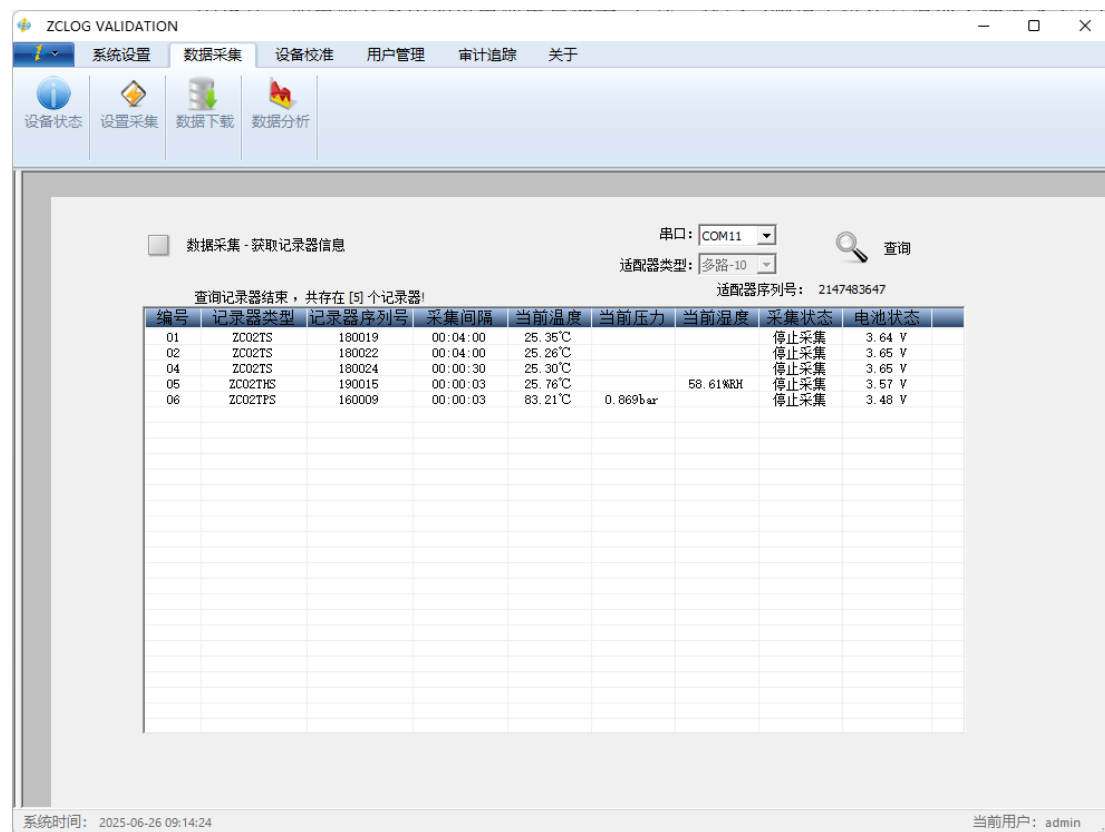 ZCLOG VALIDATION
系统设置 数据采集 设备校准 用户管理 审计追踪 关于
设备状态 设置采集 数据下载 数据分析
数据采集 - 获取记录器信息
串口： COM11
查询
适配器类型： 多路-10
适配器序列号： 2147483647
查询记录器结束 ，共存在 [5] 个记录器!
编号 记录器类型 记录器序列号 采集间隔 当前温度 当前压力 当前湿度 采集状态 电池状态
01 ZC02TS 180019 00:04:00 25.35℃ 停止采集 3.64 V
02 ZC02TS 180022 00:04:00 25.26℃ 停止采集 3.65 V
04 ZC02TS 180024 00:00:30 25.30℃ 停止采集 3.65 V
05 ZC02THS 190015 00:00:03 25.76℃ 58.61%RH 停止采集 3.57 V
06 ZC02TPS 160009 00:00:03 83.21℃ 0.869bar 停止采集 3.48 V
系统时间： 2025-06-26 09:14:24 当前用户： admin